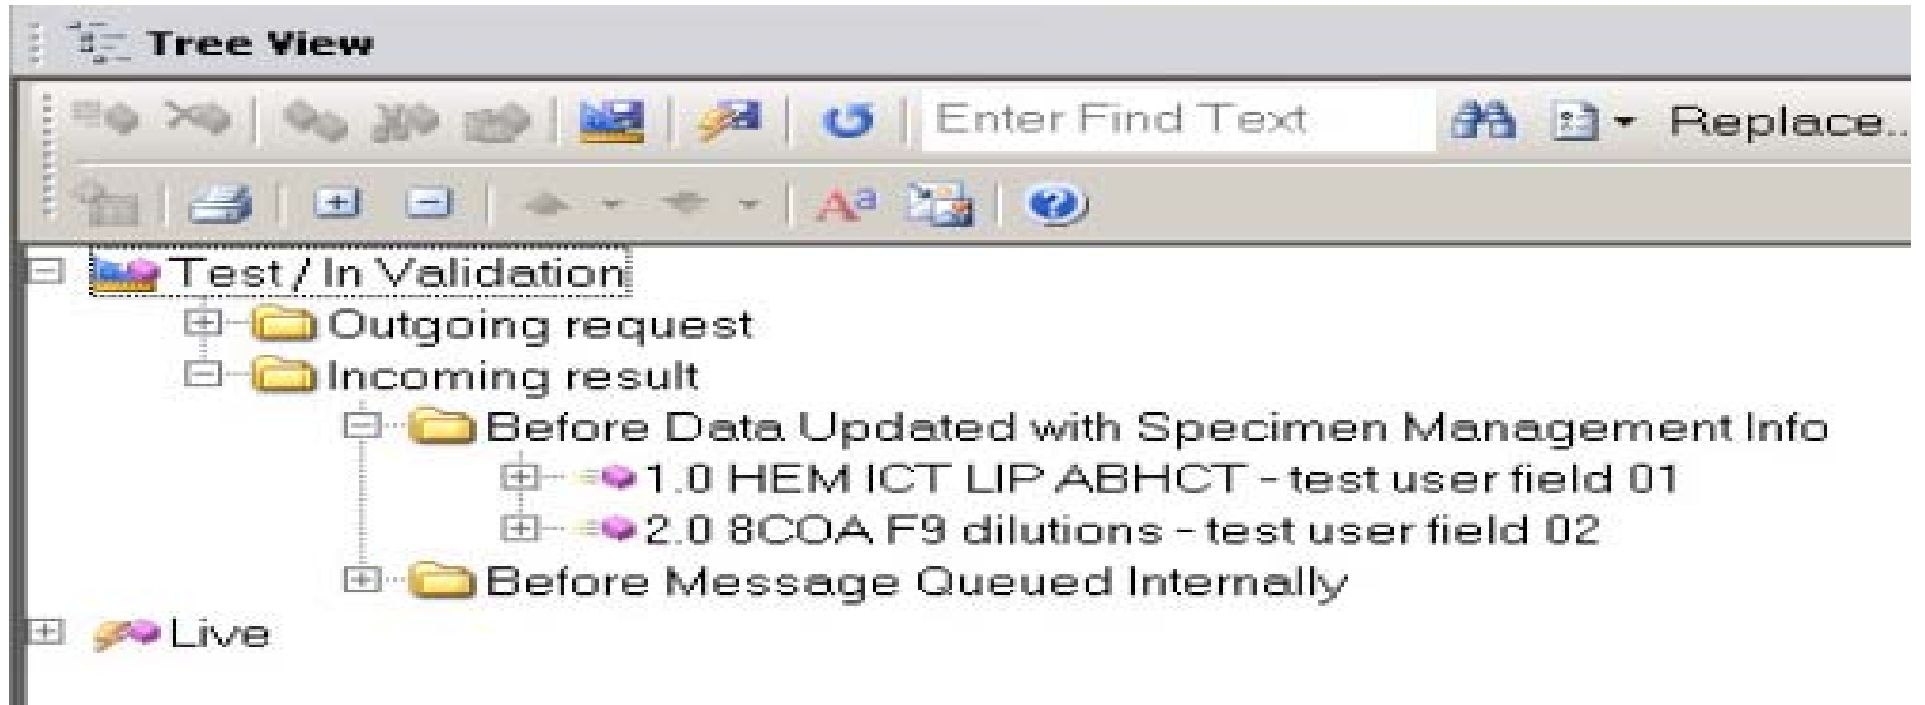 Tree View
Enter Find Text Replace..
Aa
Test / In Validation
Outgoing request
Incoming result
Before Data Updated with Specimen Management Info
1.0 HEM ICT LIP ABHCT - test user field 01
2.0 8COA F9 dilutions - test user field 02
Before Message Queued Internally
Live